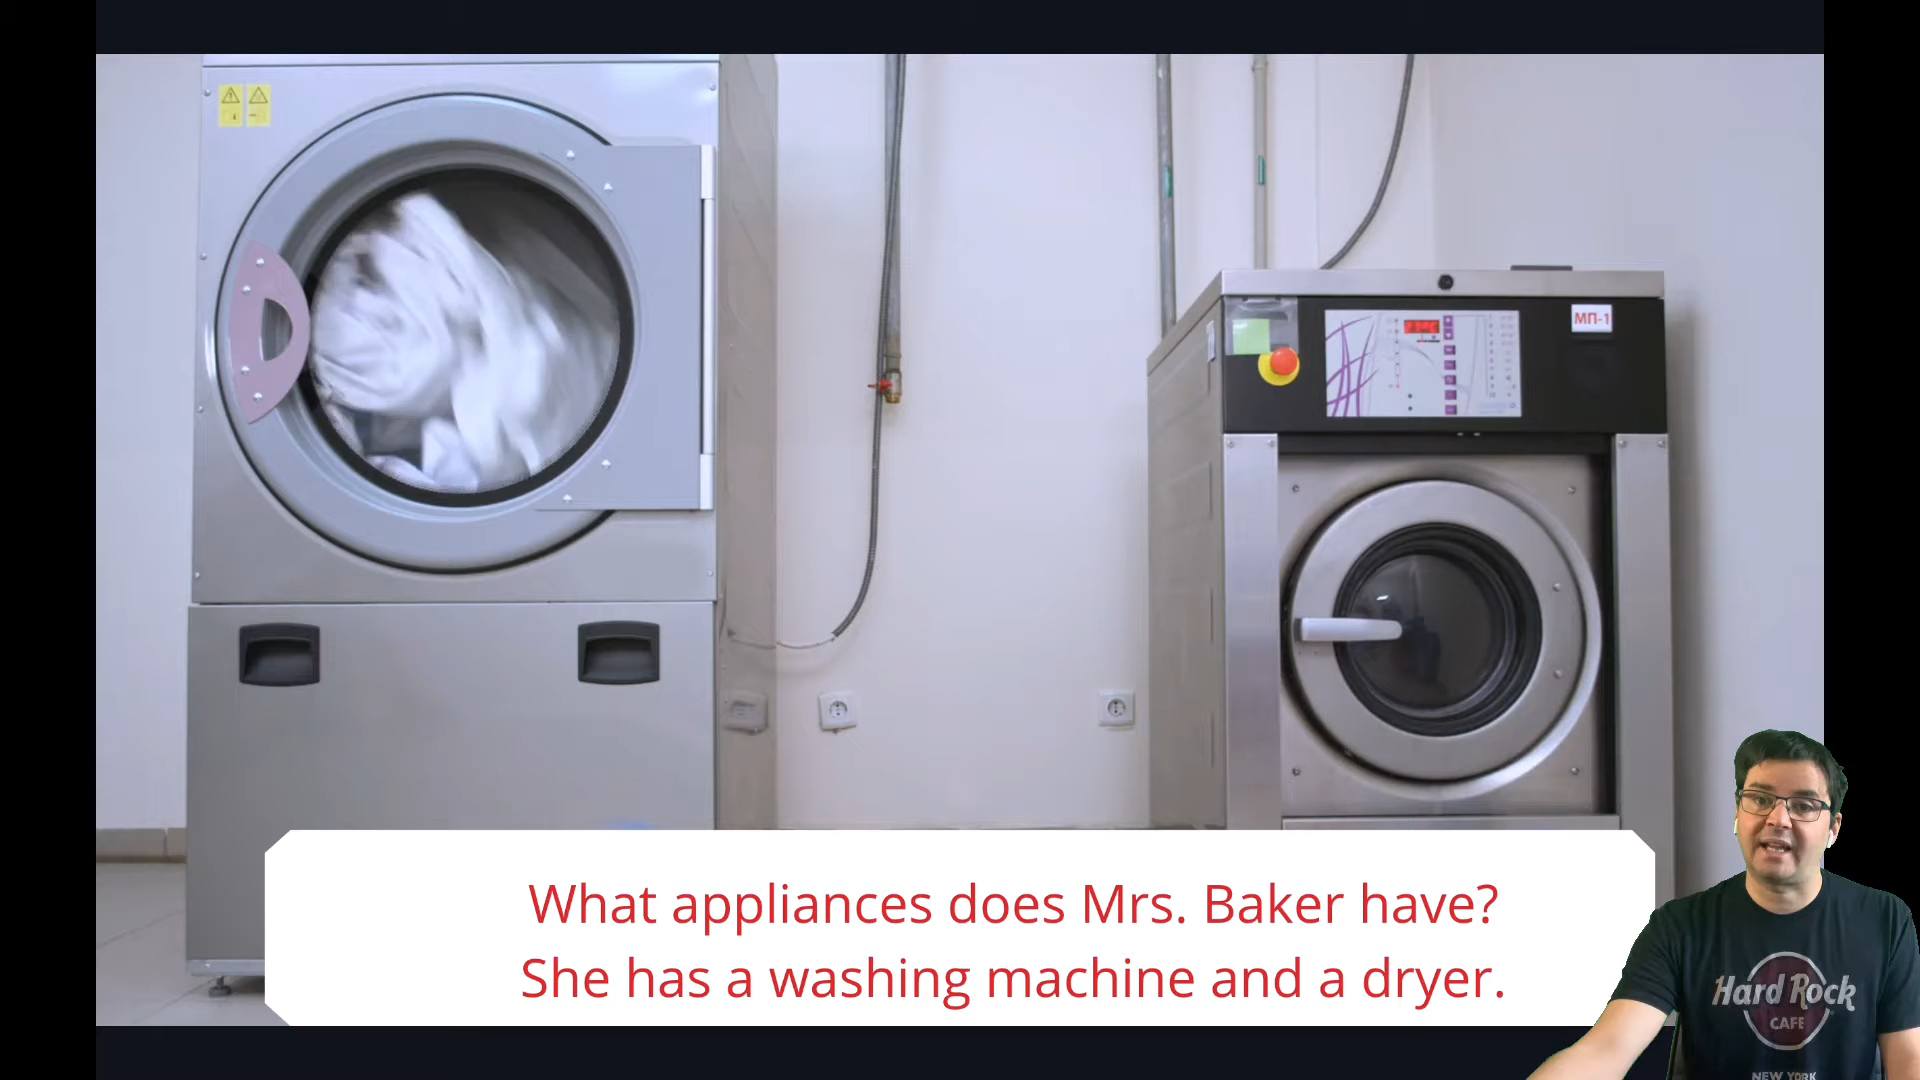 МП-1
What appliances does Mrs. Baker have?
She has a washing machine and a dryer.
Hard Rock
CAFE
NEW YORK